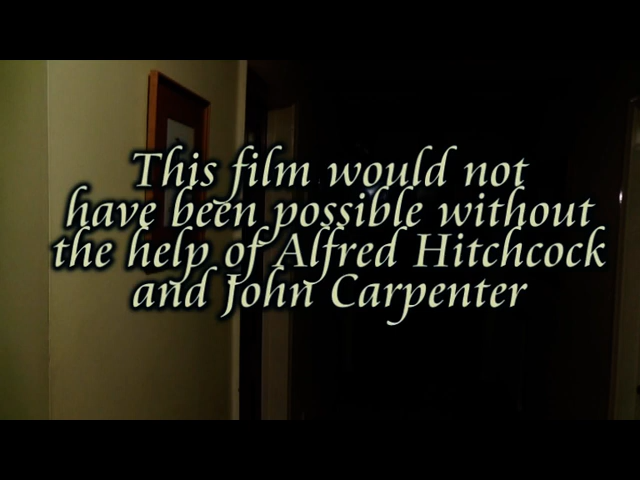 This film would not
have been possible without
the help of Alfred Hitchcock
and John Carpenter